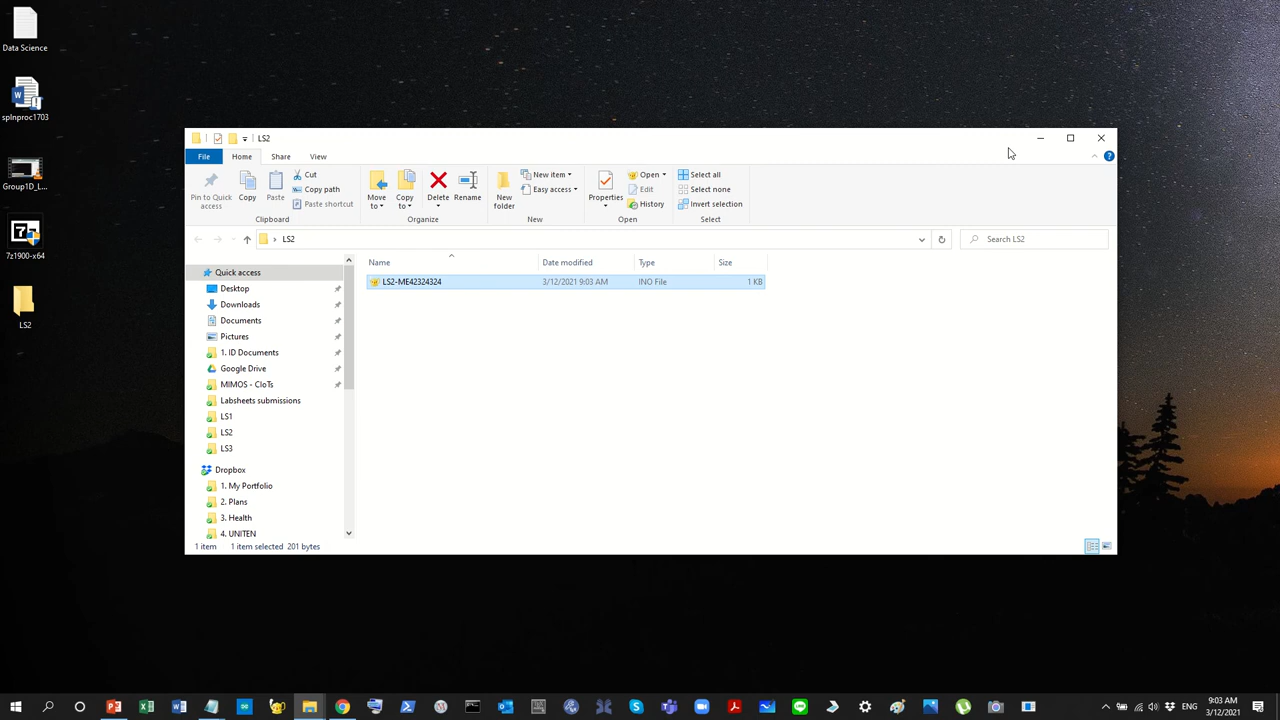 Data Science
spInproc1703
Group1D_L...
7z1900-x64
LS2
LS2
File Home Share View
Pin to Quick access
Copy
Paste
Cut
Copy path
Paste shortcut
Clipboard
Move to
Copy to
Delete
Rename
Organize
New folder
New item
Easy access
New
Properties
Open
Edit
History
Open
Select all
Select none
Invert selection
Select
LS2
Search LS2
Name Date modified Type Size
LS2-ME42324324 3/12/2021 9:03 AM INO File 1 KB
Quick access
Desktop
Downloads
Documents
Pictures
1. ID Documents
Google Drive
MIMOS - CIoTs
Labsheets submissions
LS1
LS2
LS3
Dropbox
1. My Portfolio
2. Plans
3. Health
4. UNITEN
1 item 1 item selected 201 bytes
ENG
9:03 AM
3/12/2021